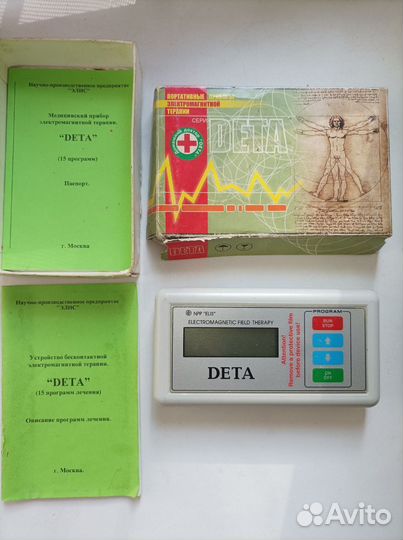 Научно-производственное предприятие
"ЭЛИС"
Медицинский прибор
электромагнитной терапии.
"DETA"
(15 программ)
Паспорт.
г. Москва
ПОРТАТИВНЫЕ
ЭЛЕКТРОМАГНИТНОЙ
ТЕРАПИИ
СЕРИЯ
DETA
DETA
Научно-производственное предприятие
"ЭЛИС"
Устройство бесконтактной
электромагнитной терапии.
"DETA"
(15 программ лечения)
Описание программ лечения.
г. Москва.
NPP "ELIS"
ELECTROMAGNETIC FIELD THERAPY
DETA
Attention!
Remove a protective film
before device use!
PROGRAM
RUN
STOP
ON
OFF
Avito